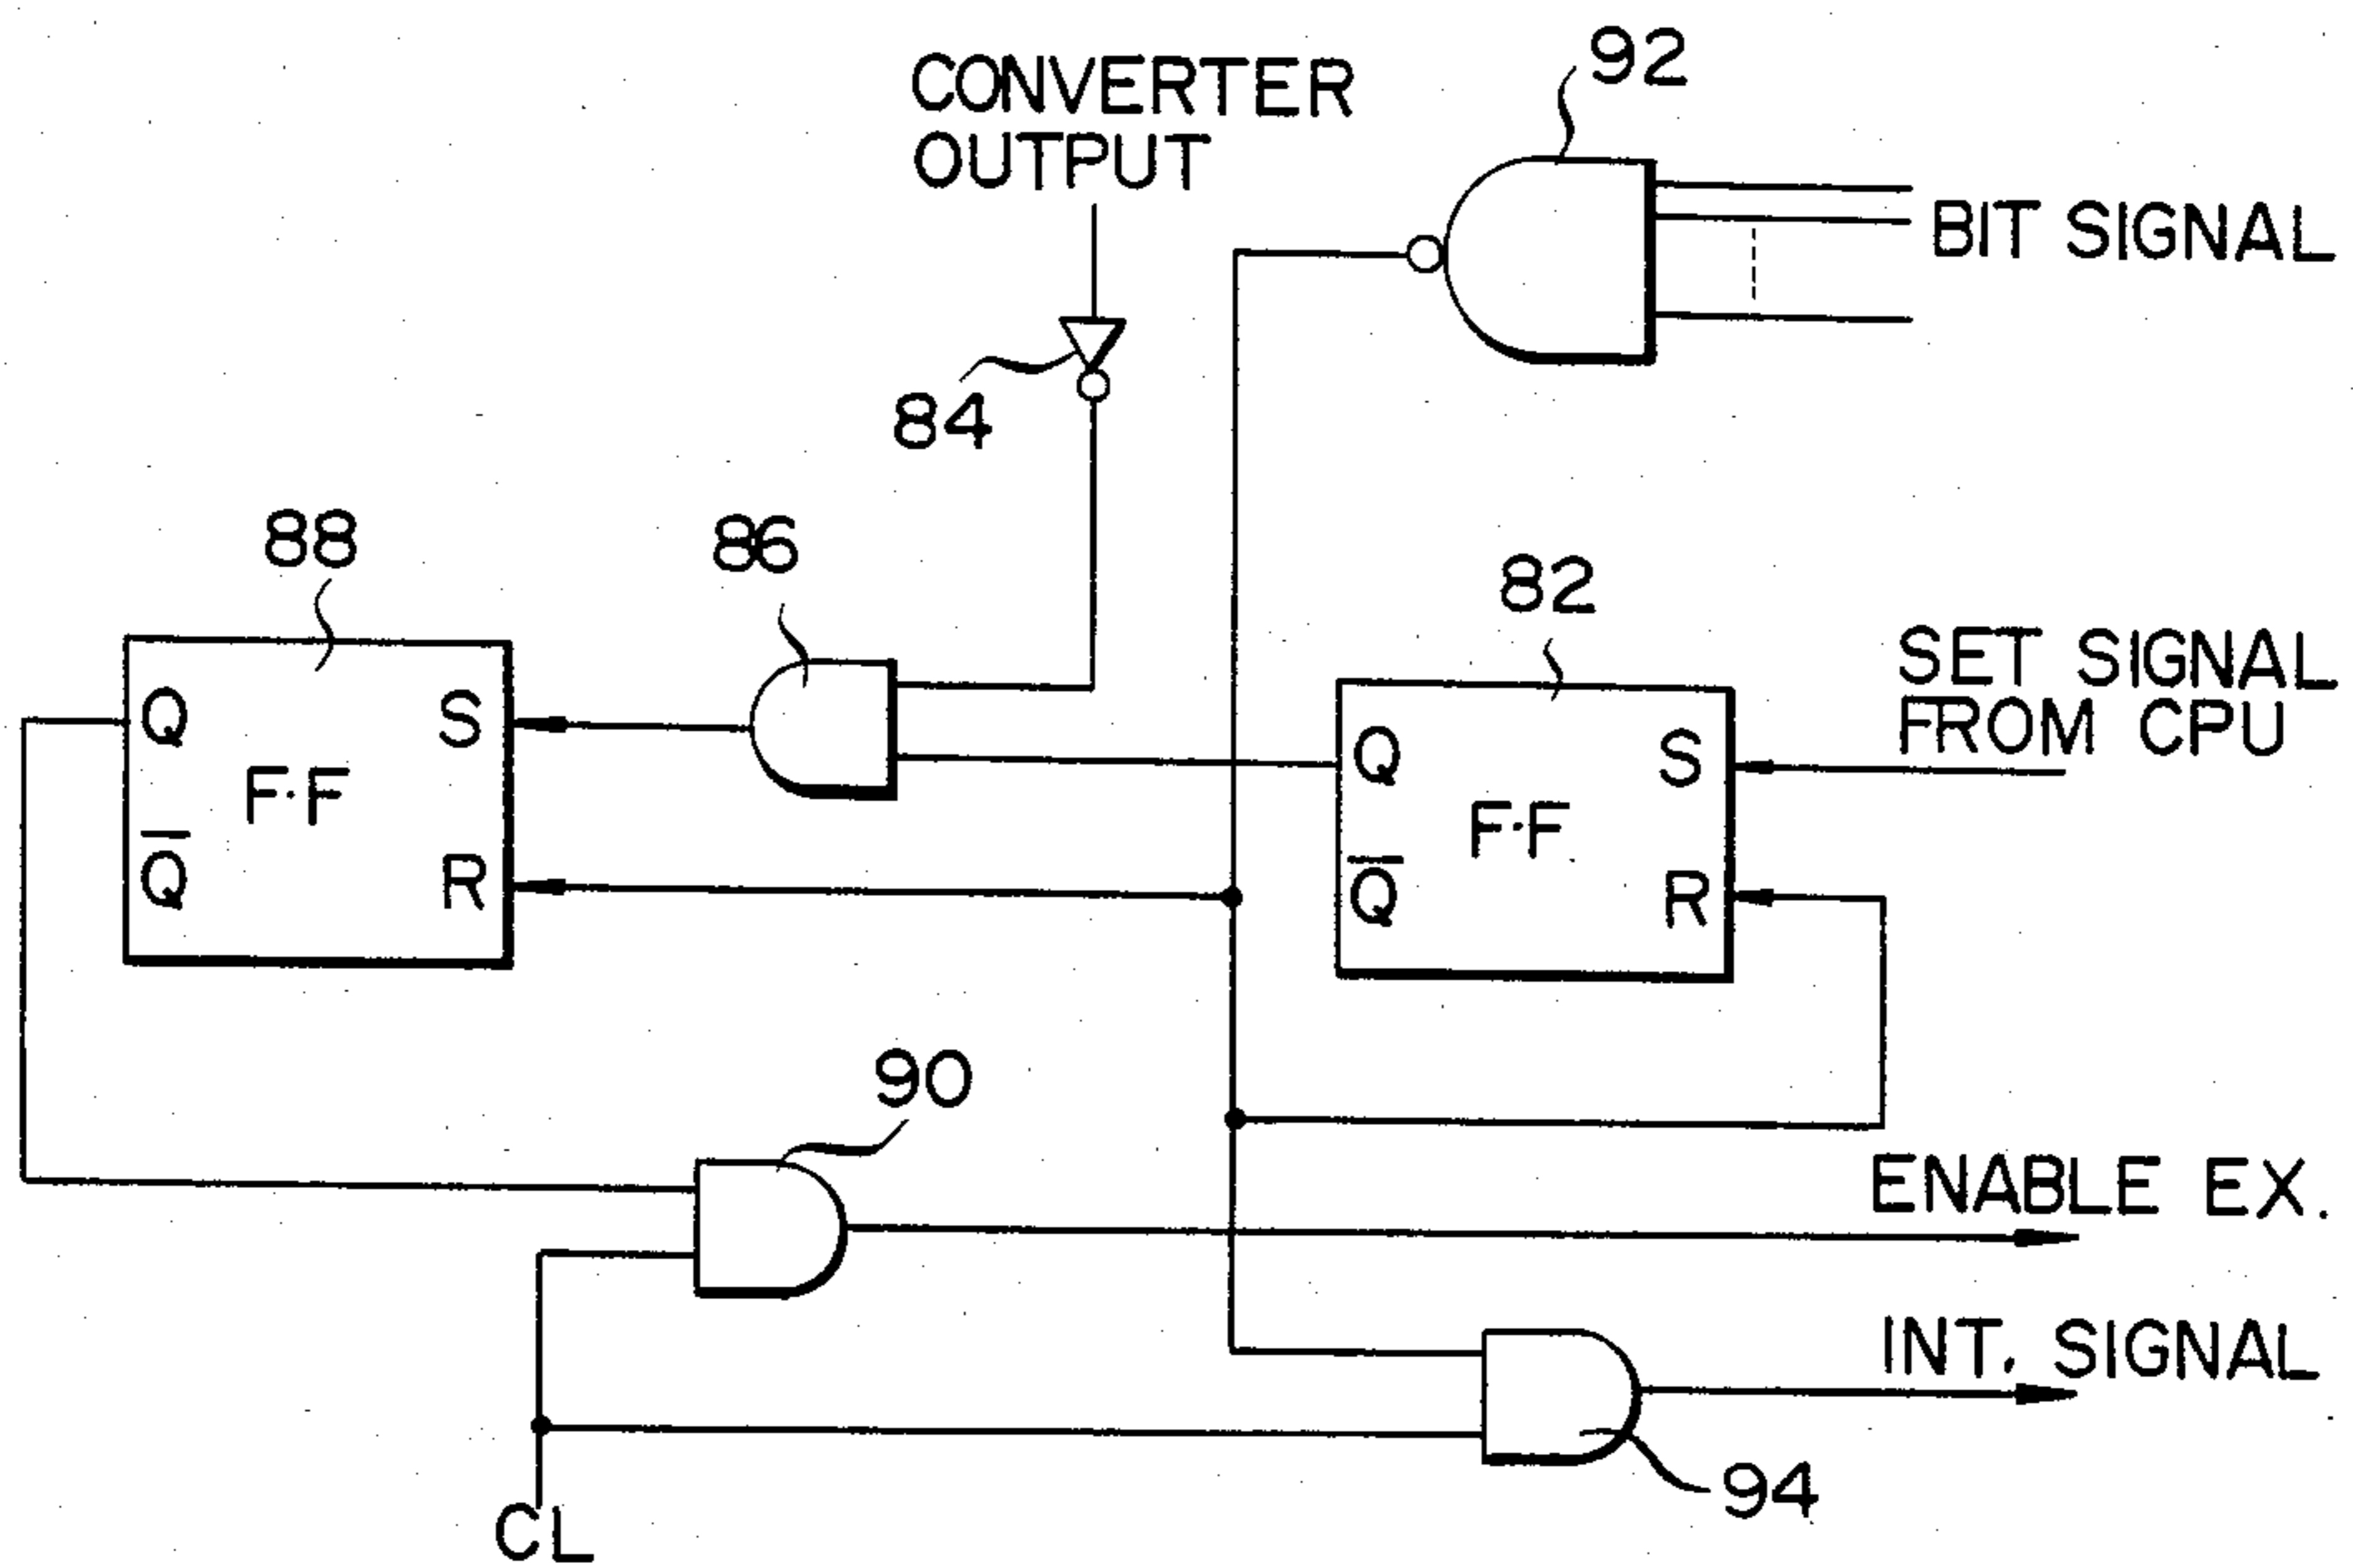 92
CONVERTER
OUTPUT
BIT SIGNAL
84
88
86
82
SET SIGNAL
FROM CPU
Q
S
F·F
Q̅
R
Q
S
F·F
Q̅
R
90
ENABLE EX.
INT. SIGNAL
94
CL